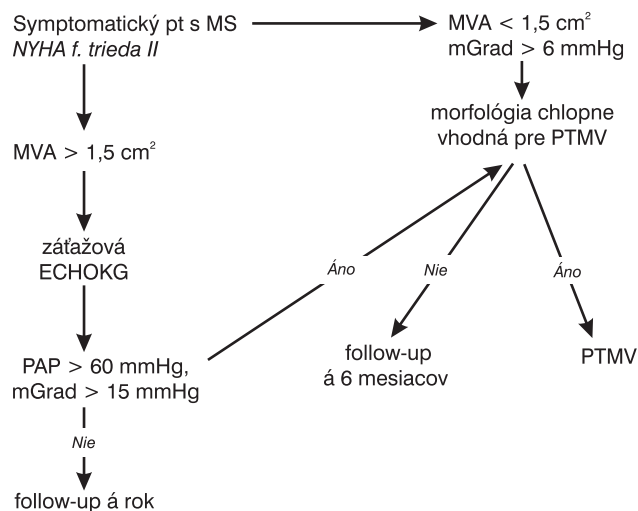 Symptomatický pt s MS
NYHA f. trieda II
MVA < 1,5 cm²
mGrad > 6 mmHg
morfológia chlopne
vhodná pre PTMV
MVA > 1,5 cm²
záťažová
ECHOKG
Áno
Nie
Áno
PAP > 60 mmHg,
mGrad > 15 mmHg
follow-up
á 6 mesiacov
PTMV
Nie
follow-up á rok